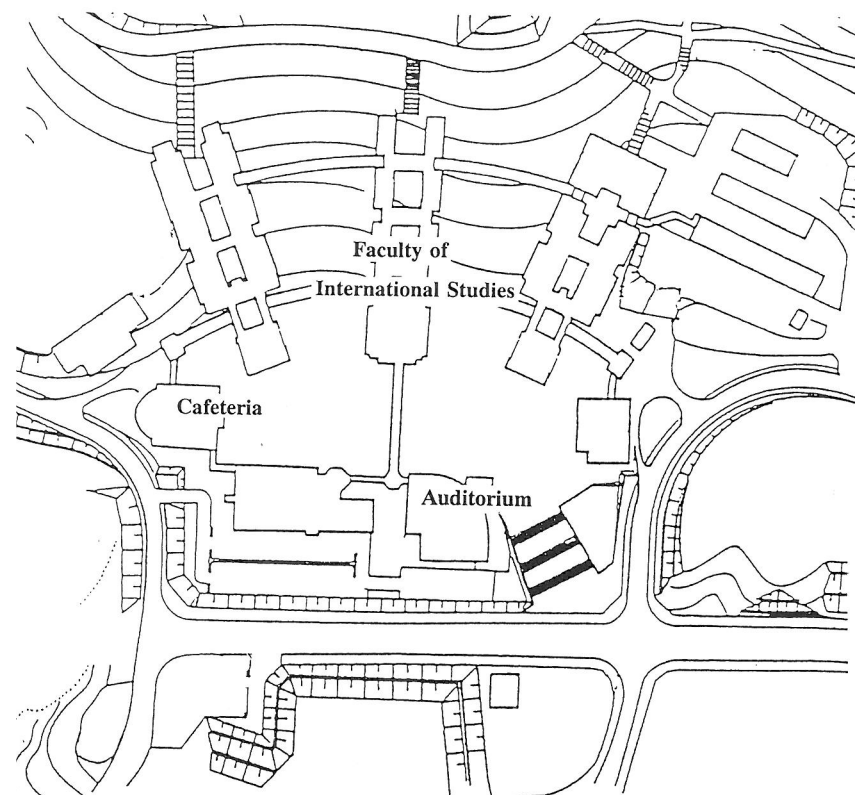 Faculty of
International Studies
Cafeteria
Auditorium